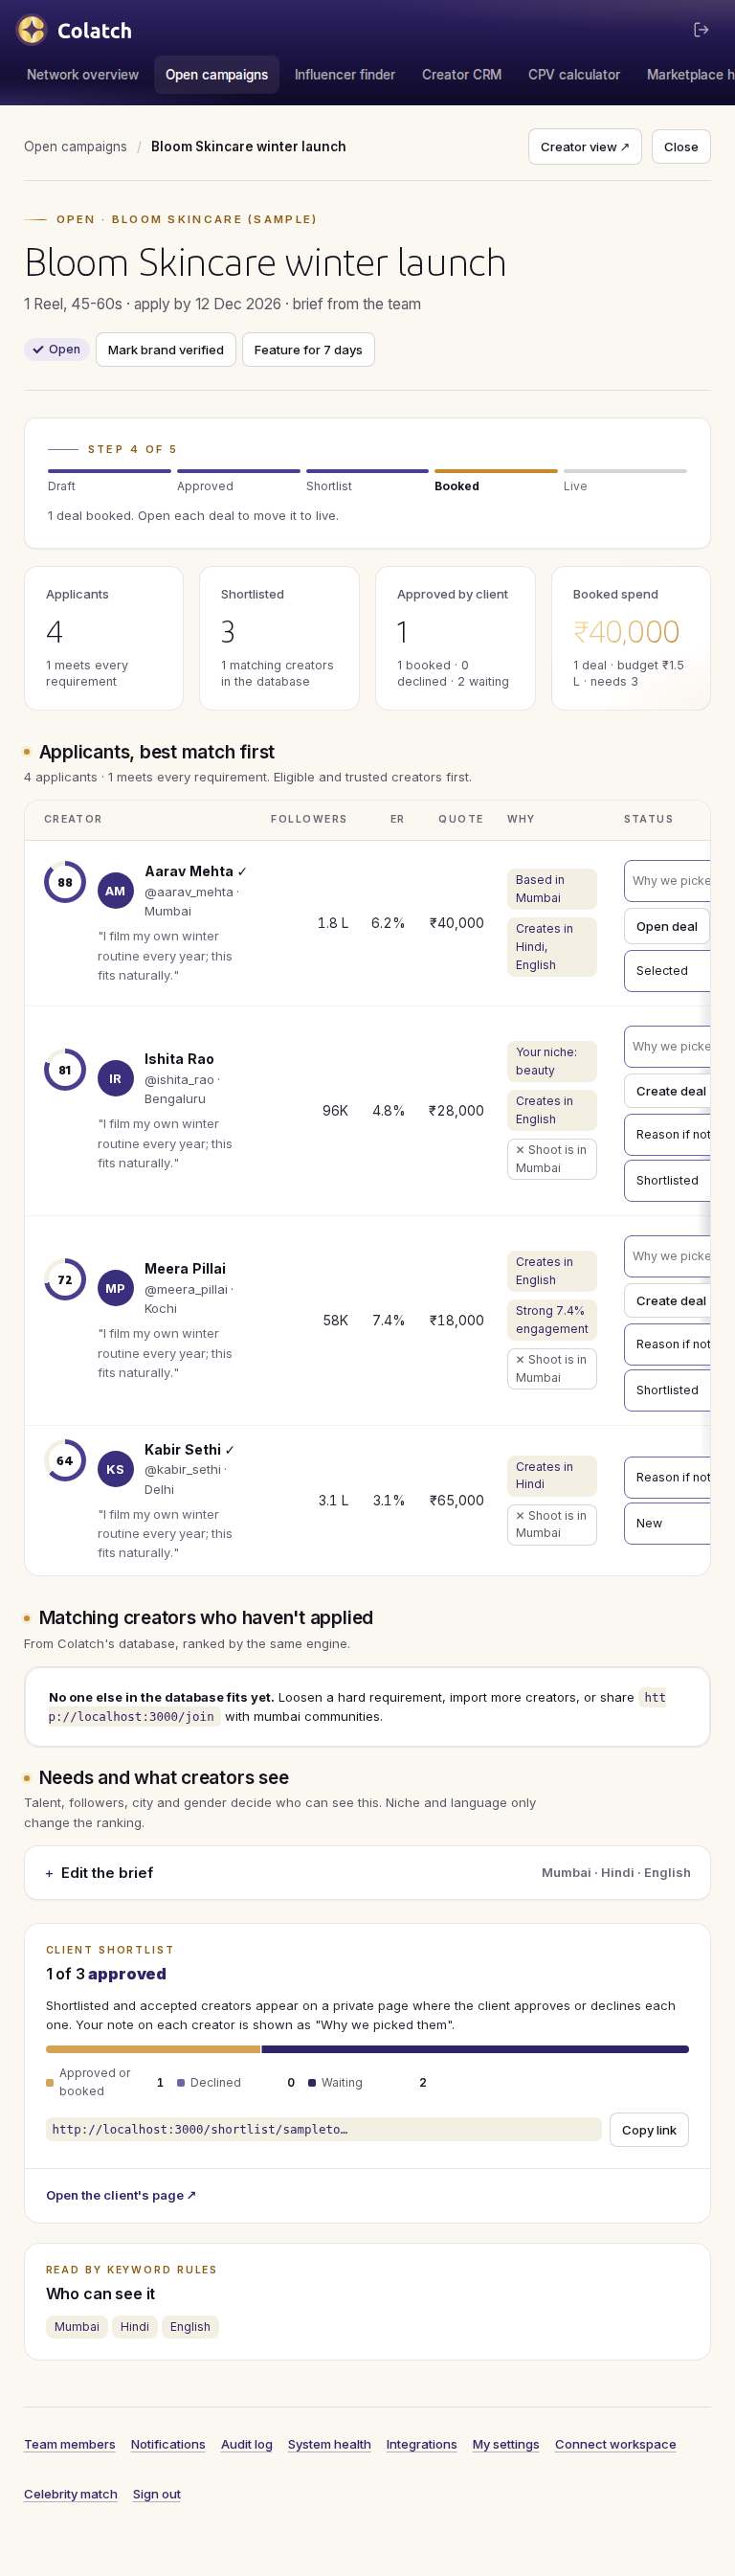 Colatch
Network overview
Open campaigns
Influencer finder
Creator CRM
CPV calculator
Marketplace h
Open campaigns / Bloom Skincare winter launch
Creator view ↗
Close
OPEN · BLOOM SKINCARE (SAMPLE)
Bloom Skincare winter launch
1 Reel, 45-60s · apply by 12 Dec 2026 · brief from the team
✓ Open
Mark brand verified
Feature for 7 days
STEP 4 OF 5
Draft
Approved
Shortlist
Booked
Live
1 deal booked. Open each deal to move it to live.
Applicants
4
1 meets every
requirement
Shortlisted
3
1 matching creators
in the database
Approved by client
1
1 booked · 0
declined · 2 waiting
Booked spend
₹40,000
1 deal · budget ₹1.5
L · needs 3
Applicants, best match first
4 applicants · 1 meets every requirement. Eligible and trusted creators first.
CREATOR
FOLLOWERS
ER
QUOTE
WHY
STATUS
88
AM
Aarav Mehta ✓
@aarav_mehta ·
Mumbai
"I film my own winter
routine every year; this
fits naturally."
1.8 L
6.2%
₹40,000
Based in
Mumbai
Creates in
Hindi,
English
Why we picke
Open deal
Selected
81
IR
Ishita Rao
@ishita_rao ·
Bengaluru
"I film my own winter
routine every year; this
fits naturally."
96K
4.8%
₹28,000
Your niche:
beauty
Creates in
English
✕ Shoot is in
Mumbai
Why we picke
Create deal
Reason if not
Shortlisted
72
MP
Meera Pillai
@meera_pillai ·
Kochi
"I film my own winter
routine every year; this
fits naturally."
58K
7.4%
₹18,000
Creates in
English
Strong 7.4%
engagement
✕ Shoot is in
Mumbai
Why we picke
Create deal
Reason if not
Shortlisted
64
KS
Kabir Sethi ✓
@kabir_sethi ·
Delhi
"I film my own winter
routine every year; this
fits naturally."
3.1 L
3.1%
₹65,000
Creates in
Hindi
✕ Shoot is in
Mumbai
Reason if not
New
Matching creators who haven't applied
From Colatch's database, ranked by the same engine.
No one else in the database fits yet. Loosen a hard requirement, import more creators, or share htt
p://localhost:3000/join with mumbai communities.
Needs and what creators see
Talent, followers, city and gender decide who can see this. Niche and language only
change the ranking.
+ Edit the brief
Mumbai · Hindi · English
CLIENT SHORTLIST
1 of 3 approved
Shortlisted and accepted creators appear on a private page where the client approves or declines each
one. Your note on each creator is shown as "Why we picked them".
Approved or
booked
1
Declined
0
Waiting
2
http://localhost:3000/shortlist/sampleto…
Copy link
Open the client's page ↗
READ BY KEYWORD RULES
Who can see it
Mumbai
Hindi
English
Team members
Notifications
Audit log
System health
Integrations
My settings
Connect workspace
Celebrity match
Sign out